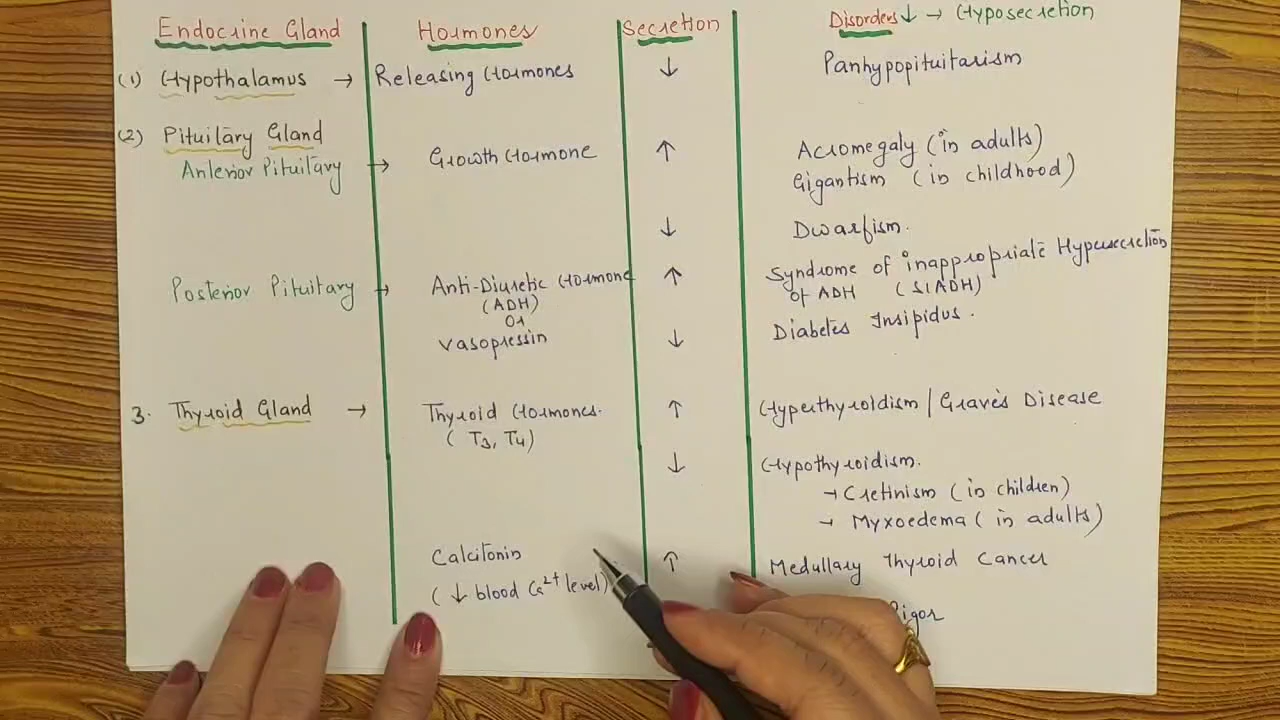 Endocrine Gland Hormones Secretion Disorders ↓ → Hyposecretion
(1) Hypothalamus → Releasing Hormones ↓ Panhypopituitarism
(2) Pituitary Gland
Anterior Pituitary → Growth Hormone ↑ Acromegaly (in adults)
Gigantism (in childhood)
↓ Dwarfism.
Posterior Pituitary → Anti-Diuretic Hormone ↑ Syndrome of inappropriate Hypersecretion
(ADH) of ADH (SIADH)
Or
Vasopressin ↓ Diabetes Insipidus.
3. Thyroid Gland → Thyroid Hormones. ↑ Hyperthyroidism / Graves Disease
(T3, T4)
↓ Hypothyroidism.
→ Cretinism (in children)
→ Myxoedema (in adults)
Calcitonin ↑ Medullary Thyroid Cancer
(↓ blood Ca2+ level)